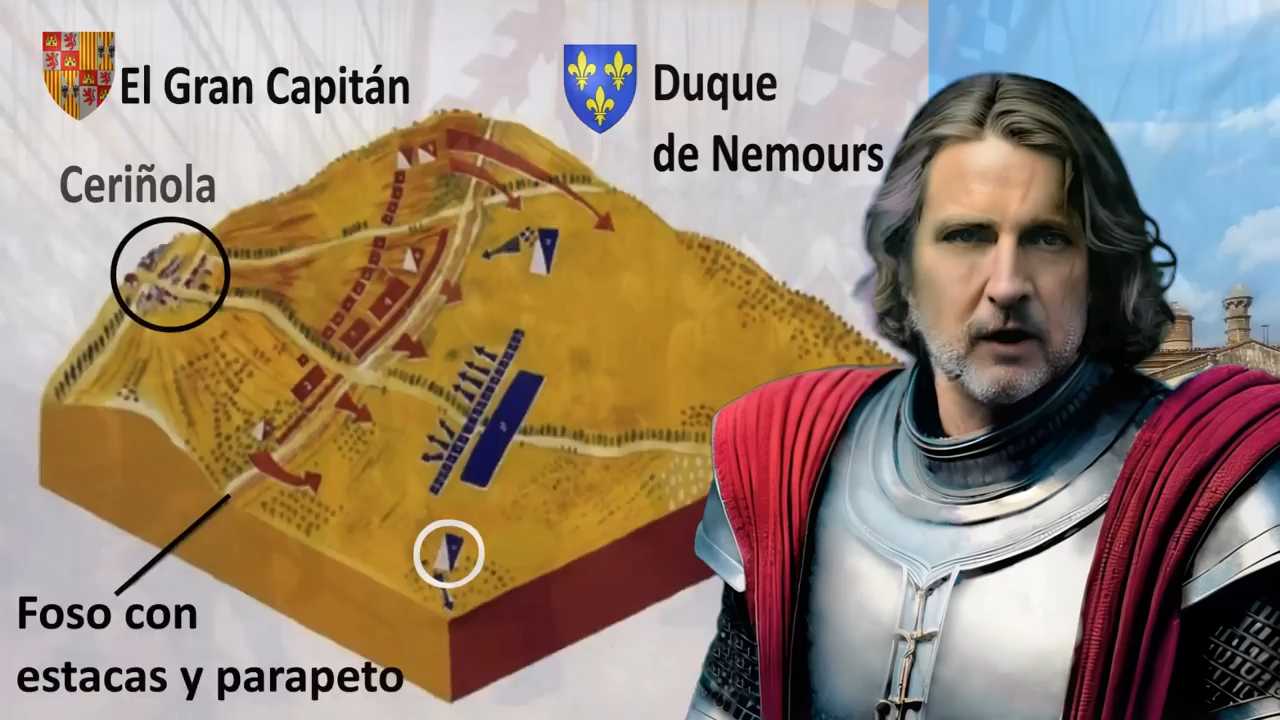 El Gran Capitán
Duque
de Nemours
Ceriñola
Foso con
estacas y parapeto